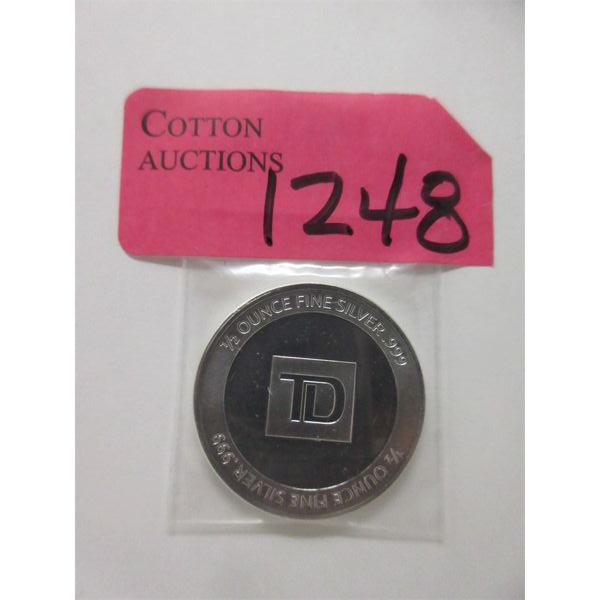 COTTON
AUCTIONS
1248
½ OUNCE FINE SILVER .999
TD
½ OUNCE FINE SILVER .999